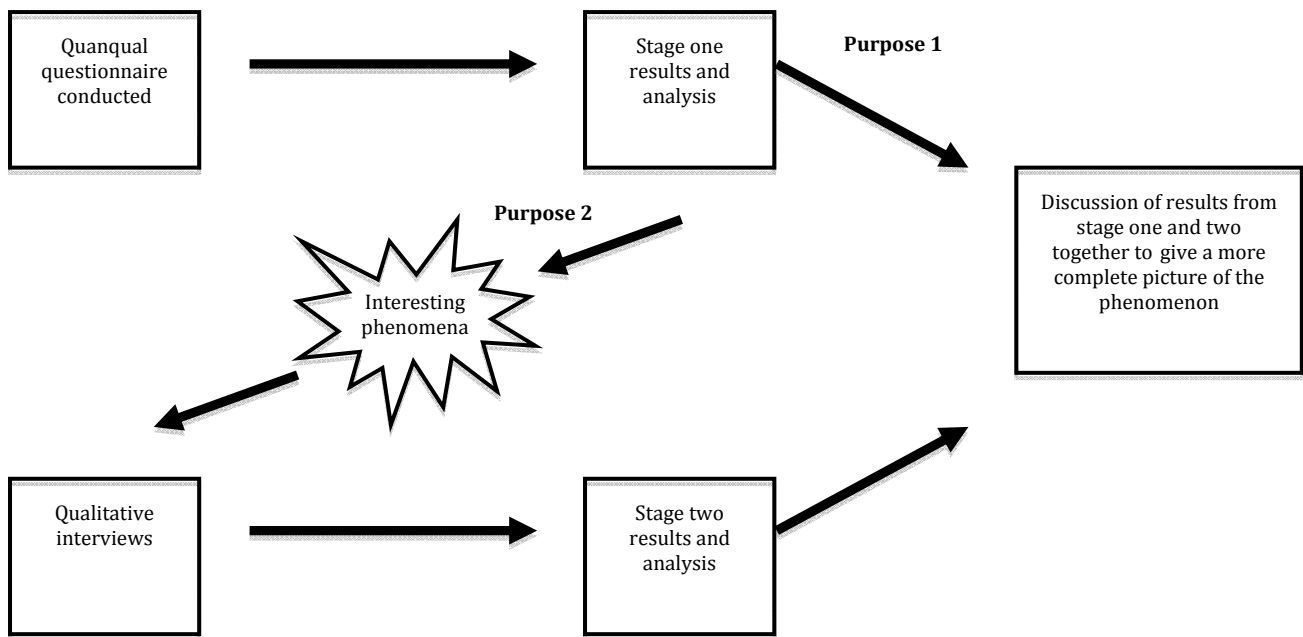 Quanqual
questionnaire
conducted
Stage one
results and
analysis
Purpose 1
Discussion of results from
stage one and two
together to give a more
complete picture of the
phenomenon
Purpose 2
Interesting
phenomena
Qualitative
interviews
Stage two
results and
analysis